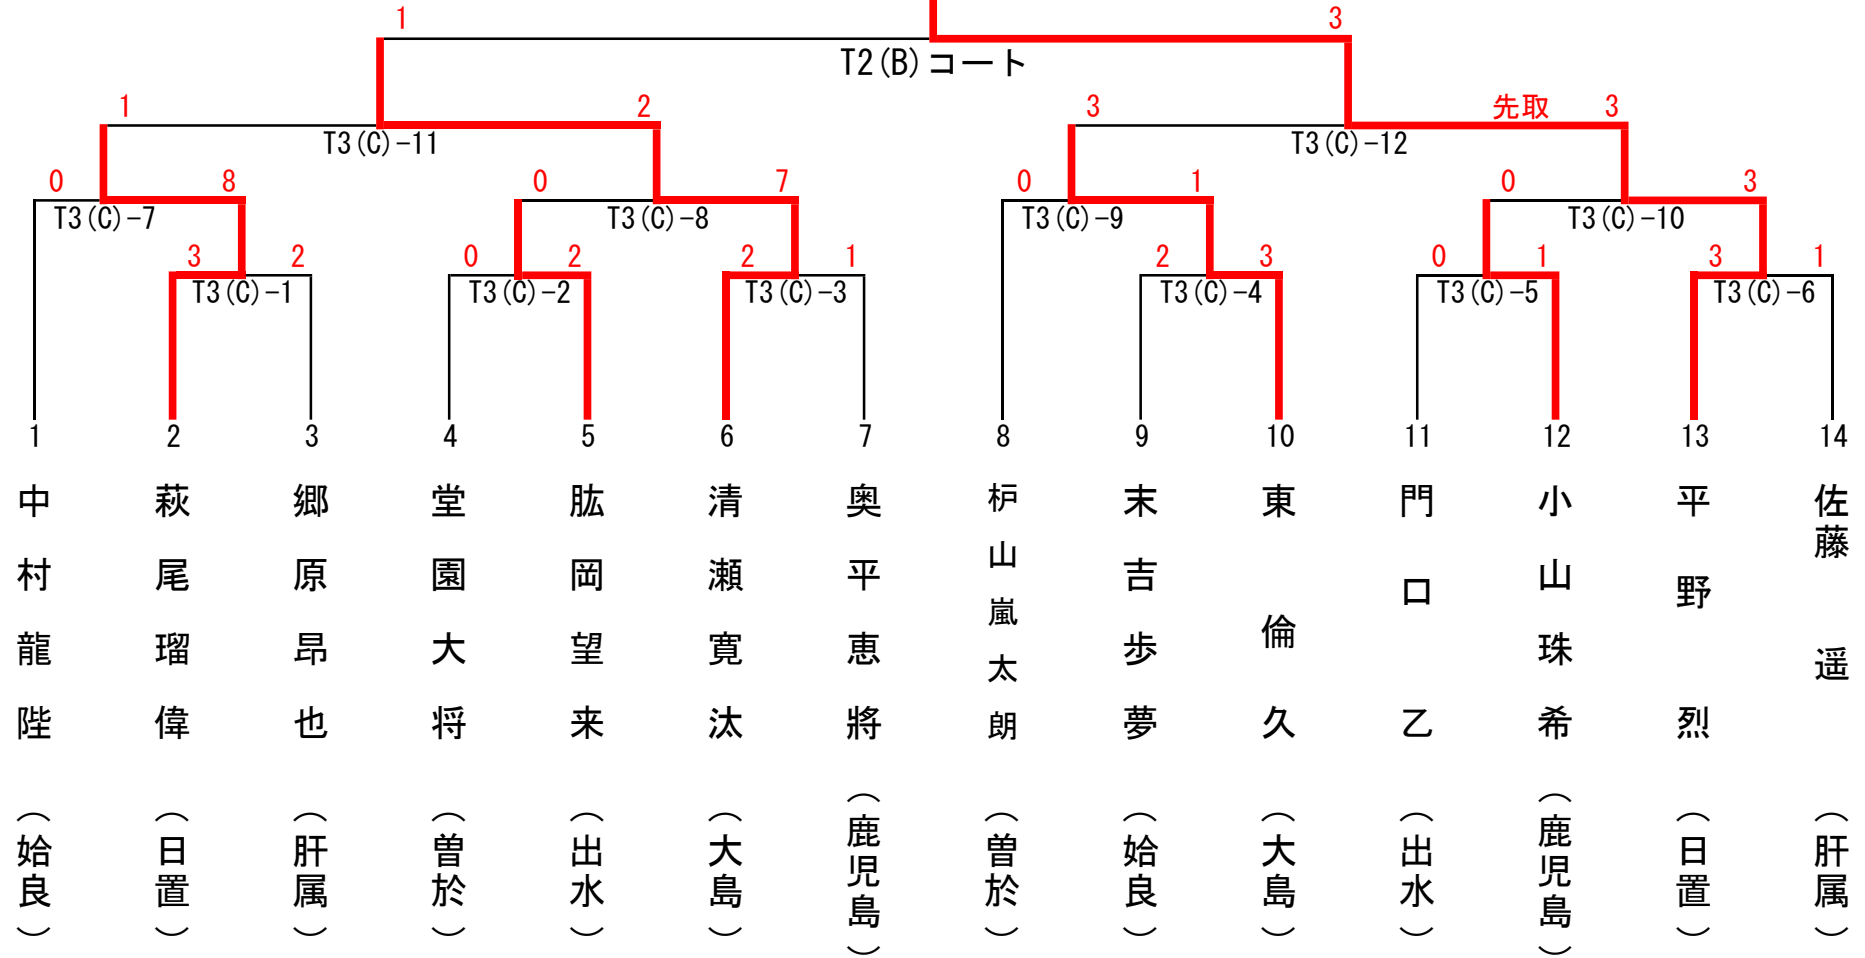 1 3
T2(B)コート
1 2 3 先取 3
T3(C)-11 T3(C)-12
0 8 0 7 0 1 0 3
T3(C)-7 T3(C)-8 T3(C)-9 T3(C)-10
3 2 0 2 2 1 2 3 0 1 3 1
T3(C)-1 T3(C)-2 T3(C)-3 T3(C)-4 T3(C)-5 T3(C)-6
1 2 3 4 5 6 7 8 9 10 11 12 13 14
中村龍陛（姶良）
萩尾瑠偉（日置）
郷原昂也（肝属）
堂園大将（曽於）
肱岡望来（出水）
清瀬寛汰（大島）
奥平恵將（鹿児島）
枦山嵐太朗（曽於）
末吉歩夢（姶良）
東倫久（大島）
門口乙（出水）
小山珠希（鹿児島）
平野烈（日置）
佐藤遥（肝属）